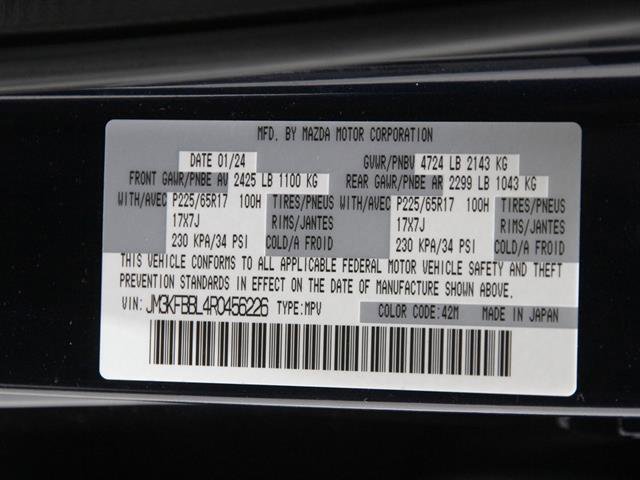 MFD. BY MAZDA MOTOR CORPORATION
DATE 01/24 GVWR/PNBV 4724 LB 2143 KG
FRONT GAWR/PNBE AV 2425 LB 1100 KG REAR GAWR/PNBE AR 2299 LB 1043 KG
WITH/AVEC P225/65R17 100H TIRES/PNEUS WITH/AVEC P225/65R17 100H TIRES/PNEUS
17X7J RIMS/JANTES 17X7J RIMS/JANTES
230 KPA/34 PSI COLD/A FROID 230 KPA/34 PSI COLD/A FROID
THIS VEHICLE CONFORMS TO ALL APPLICABLE FEDERAL MOTOR VEHICLE SAFETY AND THEFT
PREVENTION STANDARDS IN EFFECT ON THE DATE OF MANUFACTURE SHOWN ABOVE.
VIN: JM3KFBBL4R0456226 TYPE:MPV COLOR CODE:42M MADE IN JAPAN